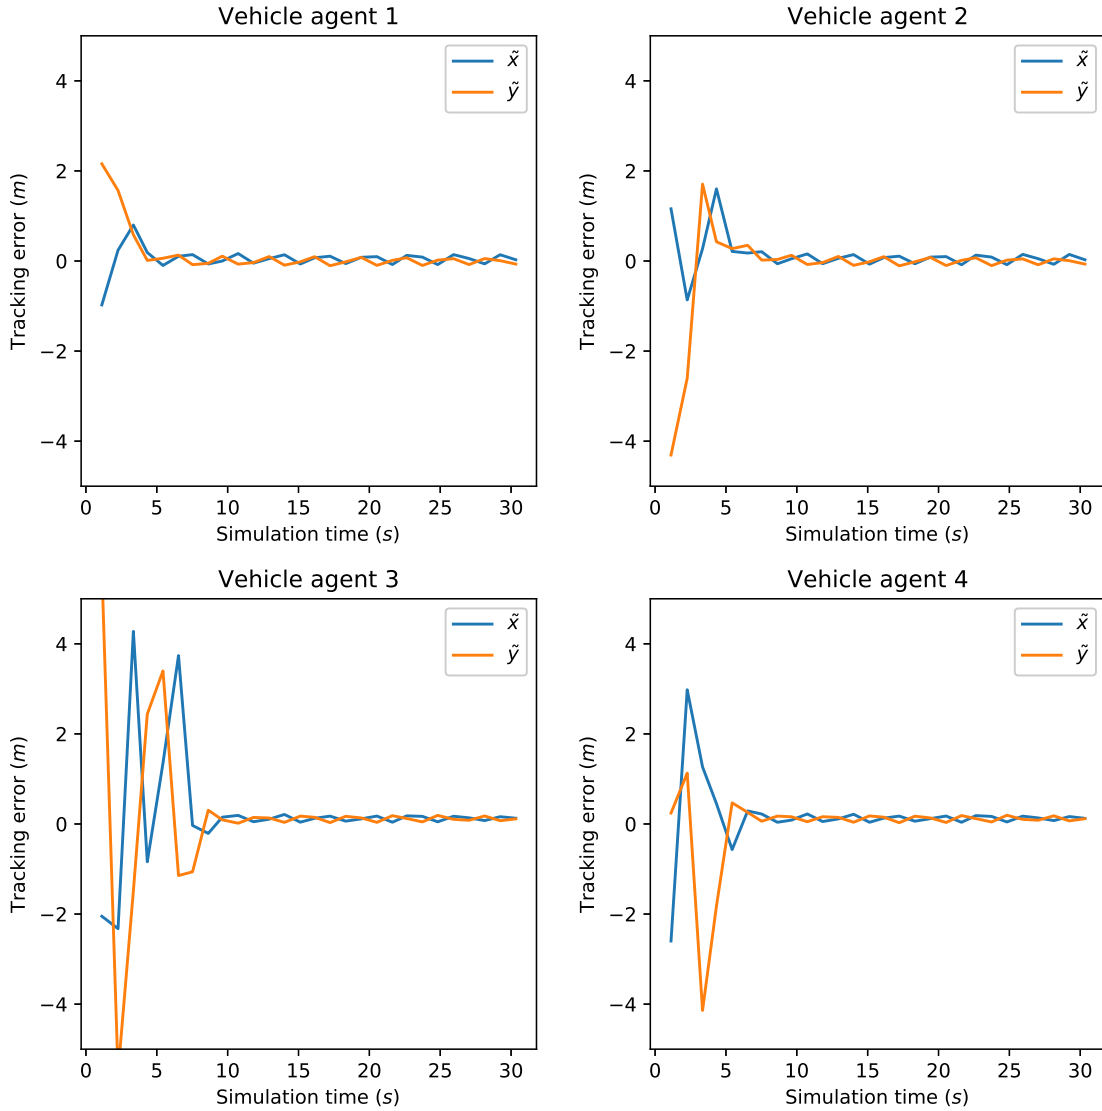 Vehicle agent 1
Vehicle agent 2
x̃
ỹ
x̃
ỹ
Tracking error (m)
4
2
0
−2
−4
Tracking error (m)
4
2
0
−2
−4
0 5 10 15 20 25 30
0 5 10 15 20 25 30
Simulation time (s)
Simulation time (s)
Vehicle agent 3
Vehicle agent 4
x̃
ỹ
x̃
ỹ
Tracking error (m)
4
2
0
−2
−4
Tracking error (m)
4
2
0
−2
−4
0 5 10 15 20 25 30
0 5 10 15 20 25 30
Simulation time (s)
Simulation time (s)